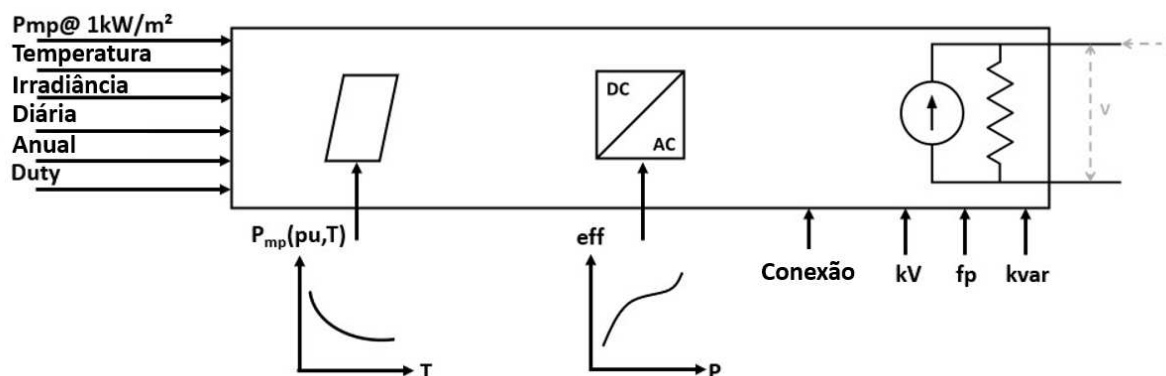 Pmp@ 1kW/m²
Temperatura
Irradiância
Diária
Anual
Duty
DC
AC
V
Pmp(pu,T)
eff
Conexão
kV
fp
kvar
T
P